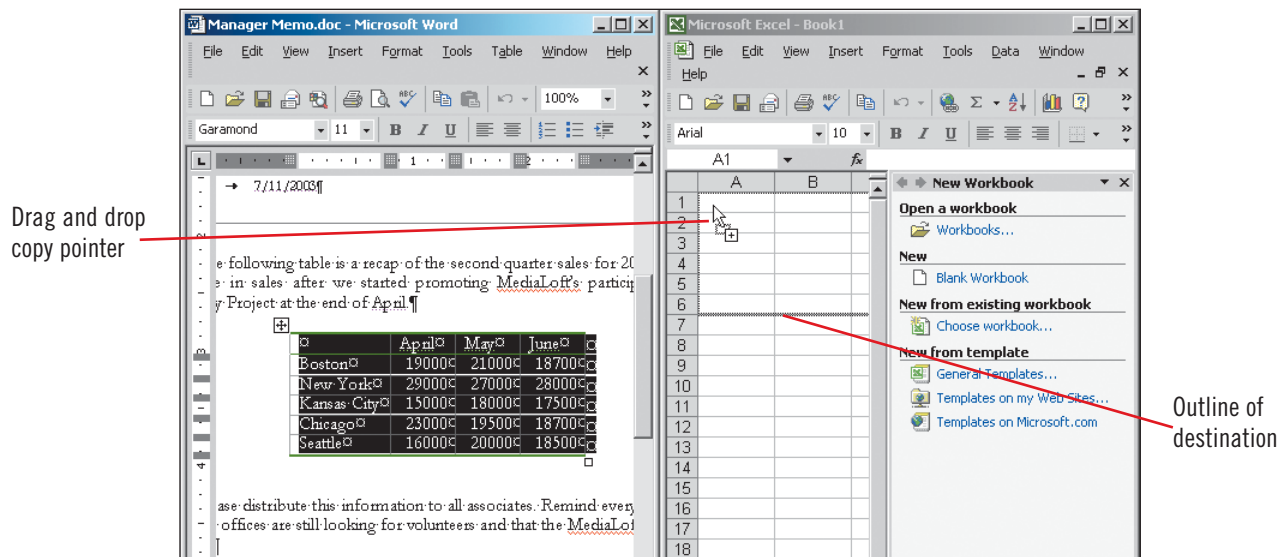 Manager Memo.doc - Microsoft Word
File Edit View Insert Format Tools Table Window Help
100%
Garamond 11 B I U
L 1 2
7/11/2003¶
e·following·table·is·a·recap·of·the·second·quarter·sales·for·20
in·sales·after·we·started·promoting·MediaLoft's·particip
y·Project·at·the·end·of·April.¶
¤ April¤ May¤ June¤ ¤
Boston¤ 19000¤ 21000¤ 18700¤ ¤
New·York¤ 29000¤ 27000¤ 28000¤ ¤
Kansas·City¤ 15000¤ 18000¤ 17500¤ ¤
Chicago¤ 23000¤ 19500¤ 18700¤ ¤
Seattle¤ 16000¤ 20000¤ 18500¤ ¤
ase·distribute·this·information·to·all·associates.·Remind·every
offices·are·still·looking·for·volunteers·and·that·the·MediaLof
¶
Microsoft Excel - Book1
File Edit View Insert Format Tools Data Window
Help
Arial 10 B I U
A1 fx
A B
1
2
3
4
5
6
7
8
9
10
11
12
13
14
15
16
17
18
New Workbook
Open a workbook
Workbooks...
New
Blank Workbook
New from existing workbook
Choose workbook...
New from template
General Templates...
Templates on my Web Sites...
Templates on Microsoft.com
Drag and drop
copy pointer
Outline of
destination